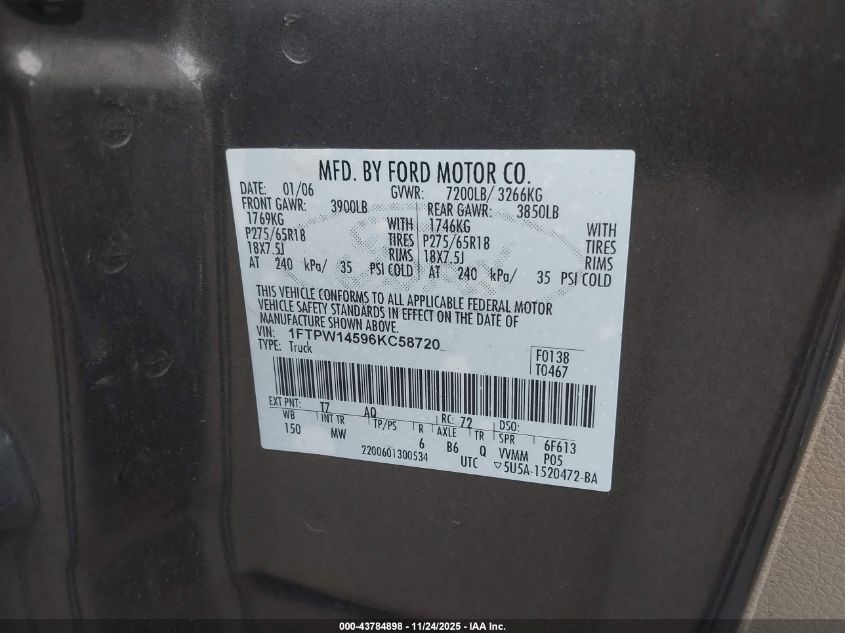 MFD. BY FORD MOTOR CO.
DATE: 01/06 GVWR: 7200LB/ 3266KG
FRONT GAWR: 3900LB REAR GAWR: 3850LB
1769KG WITH 1746KG WITH
P275/65R18 TIRES P275/65R18 TIRES
18X7.5J RIMS 18X7.5J RIMS
AT 240 kPa/ 35 PSI COLD AT 240 kPa/ 35 PSI COLD
THIS VEHICLE CONFORMS TO ALL APPLICABLE FEDERAL MOTOR
VEHICLE SAFETY STANDARDS IN EFFECT ON THE DATE OF
MANUFACTURE SHOWN ABOVE.
VIN: 1FTPW14596KC58720
TYPE: Truck
F0138
T0467
EXT PNT: T7 AQ RC: 72 DSO:
WB INT TR TP/PS R AXLE TR SPR 6F613
150 MW 6 B6 Q VVMM P05
2200601300534 UTC ▽5U5A-1520472-BA
000-43784898 - 11/24/2025 - IAA Inc.